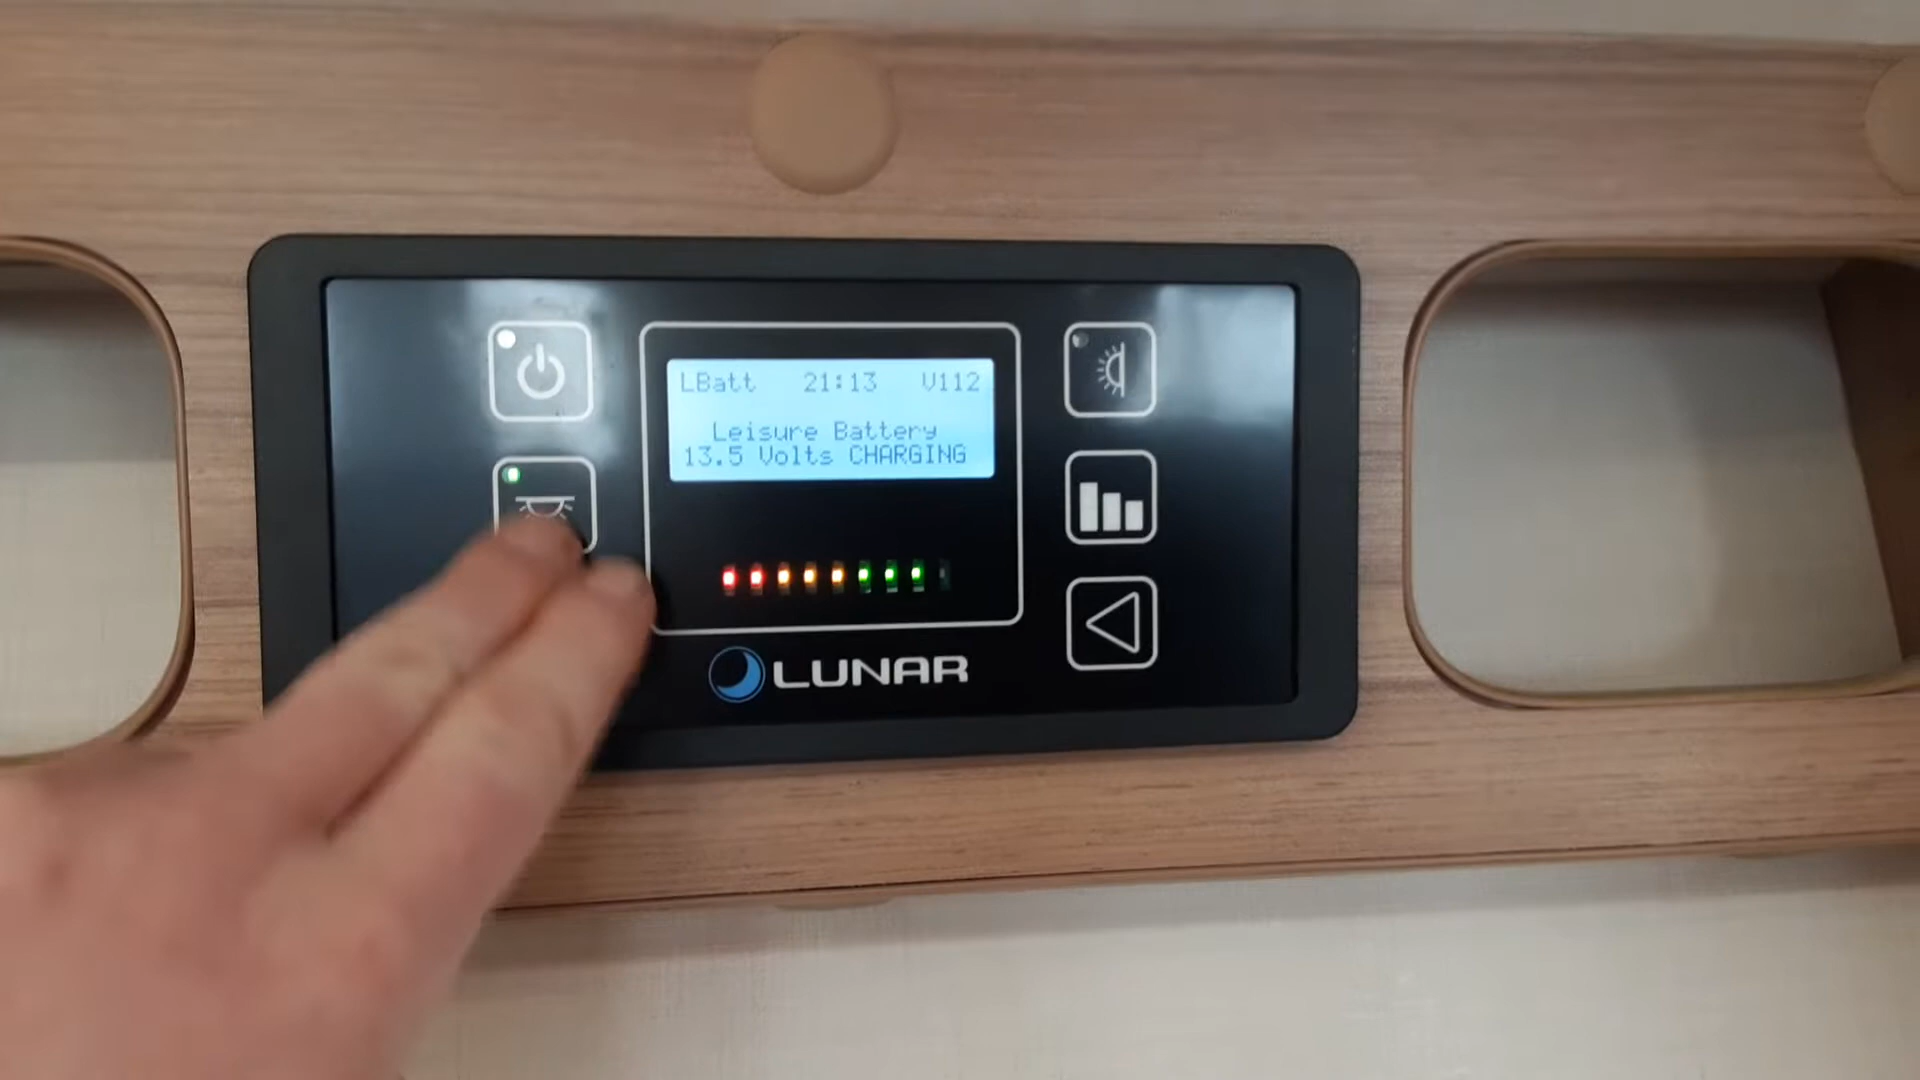 LBatt 21:13 V112
Leisure Battery
13.5 Volts CHARGING
LUNAR